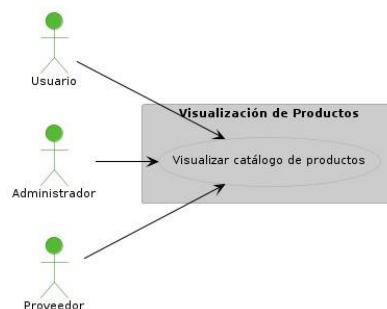 Usuario
Visualización de Productos
Visualizar catálogo de productos
Administrador
Proveedor